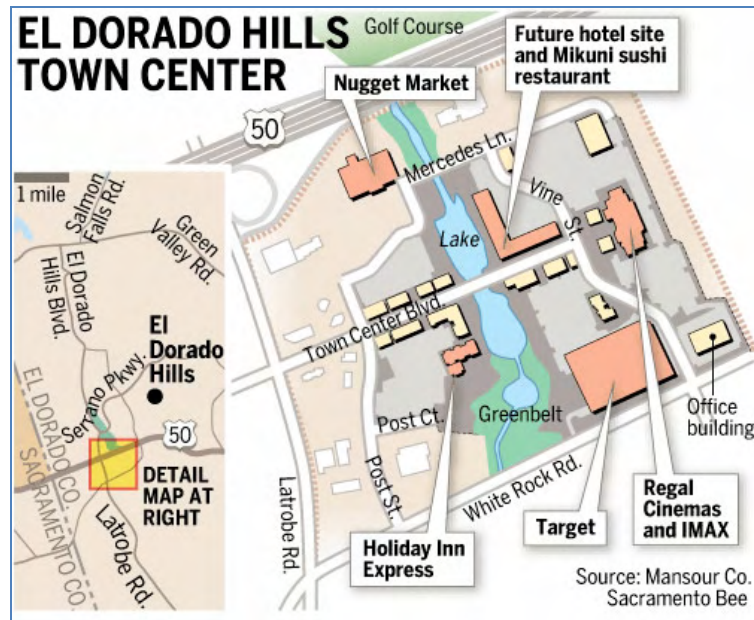 EL DORADO HILLS
TOWN CENTER
Golf Course
Future hotel site
and Mikuni sushi
restaurant
Nugget Market
50
Mercedes Ln.
Vine
St.
Lake
Town Center Blvd.
Post Ct.
Greenbelt
Post St.
Latrobe Rd.
White Rock Rd.
Office
building
Holiday Inn
Express
Target
Regal
Cinemas
and IMAX
1 mile
Salmon
Falls Rd.
Green
Valley Rd.
El Dorado
Hills Blvd.
El
Dorado
Hills
Serrano Pkwy.
50
EL DORADO CO.
SACRAMENTO CO.
DETAIL
MAP AT
RIGHT
Latrobe Rd.
Source: Mansour Co.
Sacramento Bee